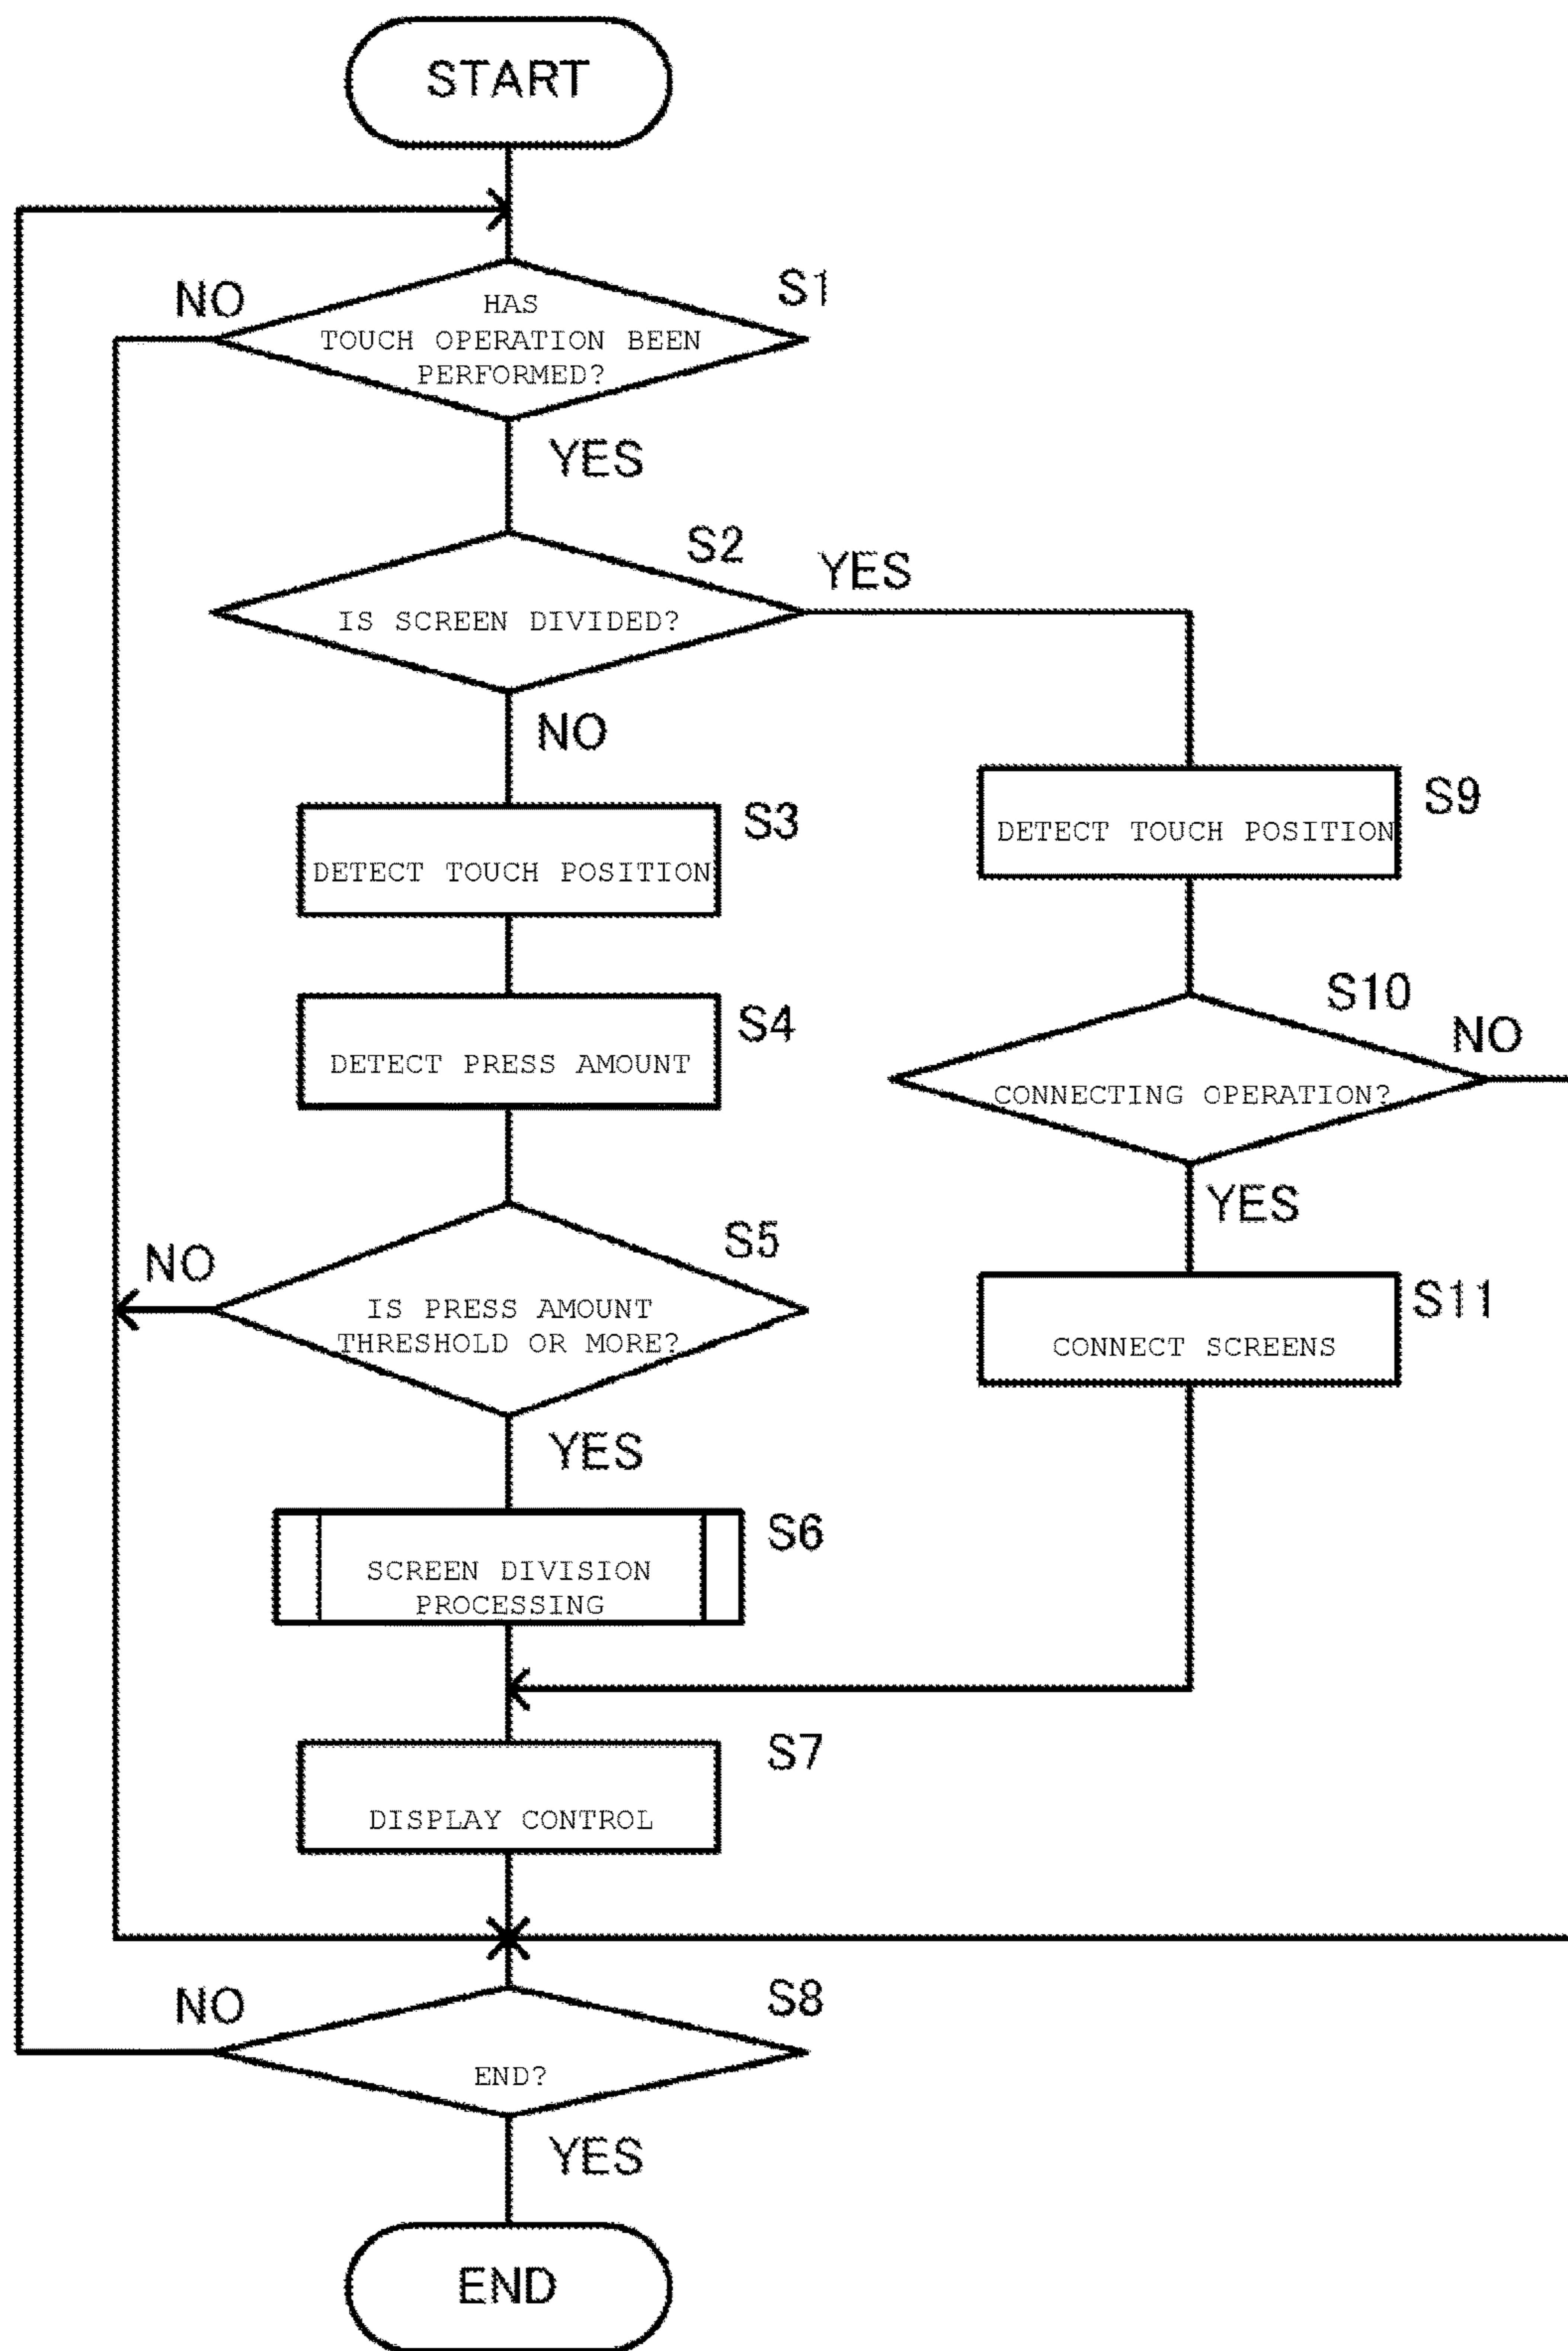 START
NO
S1
HAS
TOUCH OPERATION BEEN
PERFORMED?
YES
S2
YES
IS SCREEN DIVIDED?
NO
S3
DETECT TOUCH POSITION
S4
DETECT PRESS AMOUNT
S5
NO
IS PRESS AMOUNT
THRESHOLD OR MORE?
YES
S6
SCREEN DIVISION
PROCESSING
S7
DISPLAY CONTROL
S8
NO
END?
YES
END
S9
DETECT TOUCH POSITION
S10
NO
CONNECTING OPERATION?
YES
S11
CONNECT SCREENS